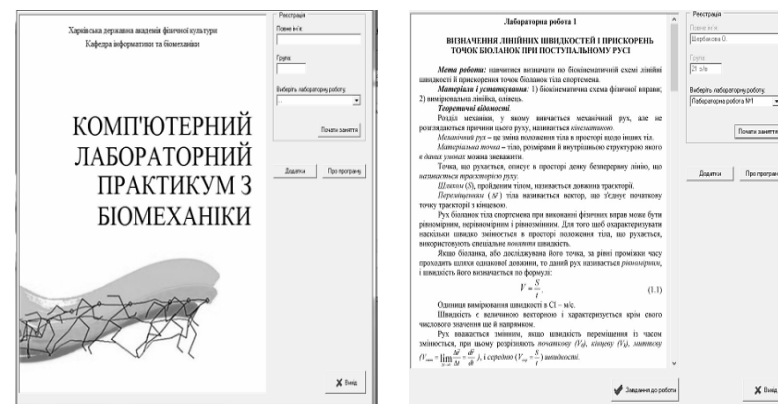 Харківська державна академія фізичної культури
Кафедра інформатики та біомеханіки
КОМП'ЮТЕРНИЙ
ЛАБОРАТОРНИЙ
ПРАКТИКУМ З
БІОМЕХАНІКИ
Реєстрація
Повне ім'я:
Група:
Виберіть лабораторну роботу:
...
Почати заняття
Додатки
Про програму
Вихід
Лабораторна робота 1
ВИЗНАЧЕННЯ ЛІНІЙНИХ ШВИДКОСТЕЙ І ПРИСКОРЕНЬ
ТОЧОК БІОЛАНОК ПРИ ПОСТУПАЛЬНОМУ РУСІ
Мета роботи: навчитися визначати по біокінематичній схемі лінійні
швидкості й прискорення точок біоланок тіла спортсмена.
Матеріали і устаткування: 1) біокінематична схема фізичної вправи;
2) вимірювальна лінійка, олівець.
Теоретичні відомості
Розділ механіки, у якому вивчається механічний рух, але не
розглядаються причини цього руху, називається кінематикою.
Механічний рух – це зміна положення тіла в просторі щодо інших тіл.
Матеріальна точка – тіло, розмірами й внутрішньою структурою якого
в даних умовах можна зневажити.
Точка, що рухається, описує в просторі деяку безперервну лінію, що
називається траєкторією руху.
Шляхом (S), пройденим тілом, називається довжина траєкторії.
Переміщенням (Δr⃗) тіла називається вектор, що з'єднує початкову
точку траєкторії з кінцевою.
Рух біоланок тіла спортсмена при виконанні фізичних вправ може бути
рівномірним, нерівномірним і рівнозмінним. Для того щоб охарактеризувати
наскільки швидко змінюється в просторі положення тіла, що рухається,
використовують спеціальне поняття швидкість.
Якщо біоланка, або досліджувана його точка, за рівні проміжки часу
проходить шляхи однакової довжини, то даний рух називається рівномірним,
і швидкість його визначається по формулі:
V = S/t (1.1)
Одиниця вимірювання швидкості в СІ – м/с.
Швидкість є величиною векторною і характеризується крім свого
числового значення ще й напрямком.
Рух вважається змінним, якщо швидкість переміщення із часом
змінюється, при цьому розрізняють початкову (V₀), кінцеву (Vₜ), миттєву
Завдання до роботи
Реєстрація
Повне ім'я:
Щербакова О.
Група:
Виберіть лабораторну роботу:
Лабораторна робота №1
Почати заняття
Додатки
Про програму
Вихід